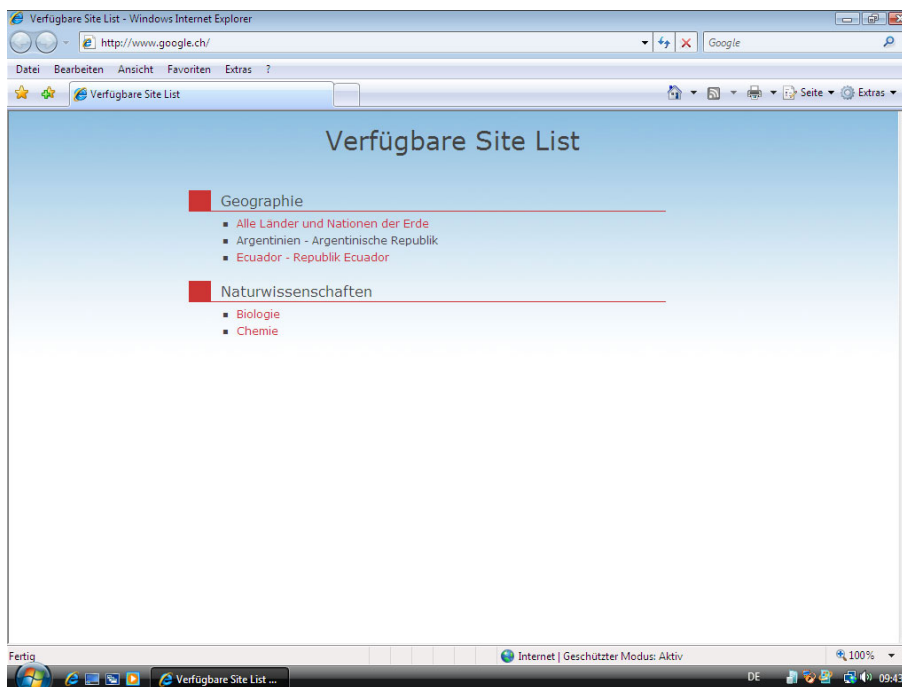 Verfügbare Site List - Windows Internet Explorer
http://www.google.ch/
Google
Datei Bearbeiten Ansicht Favoriten Extras ?
Verfügbare Site List
Seite Extras
Verfügbare Site List
Geographie
Alle Länder und Nationen der Erde
Argentinien - Argentinische Republik
Ecuador - Republik Ecuador
Naturwissenschaften
Biologie
Chemie
Fertig Internet | Geschützter Modus: Aktiv 100%
Verfügbare Site List ... DE 09:43